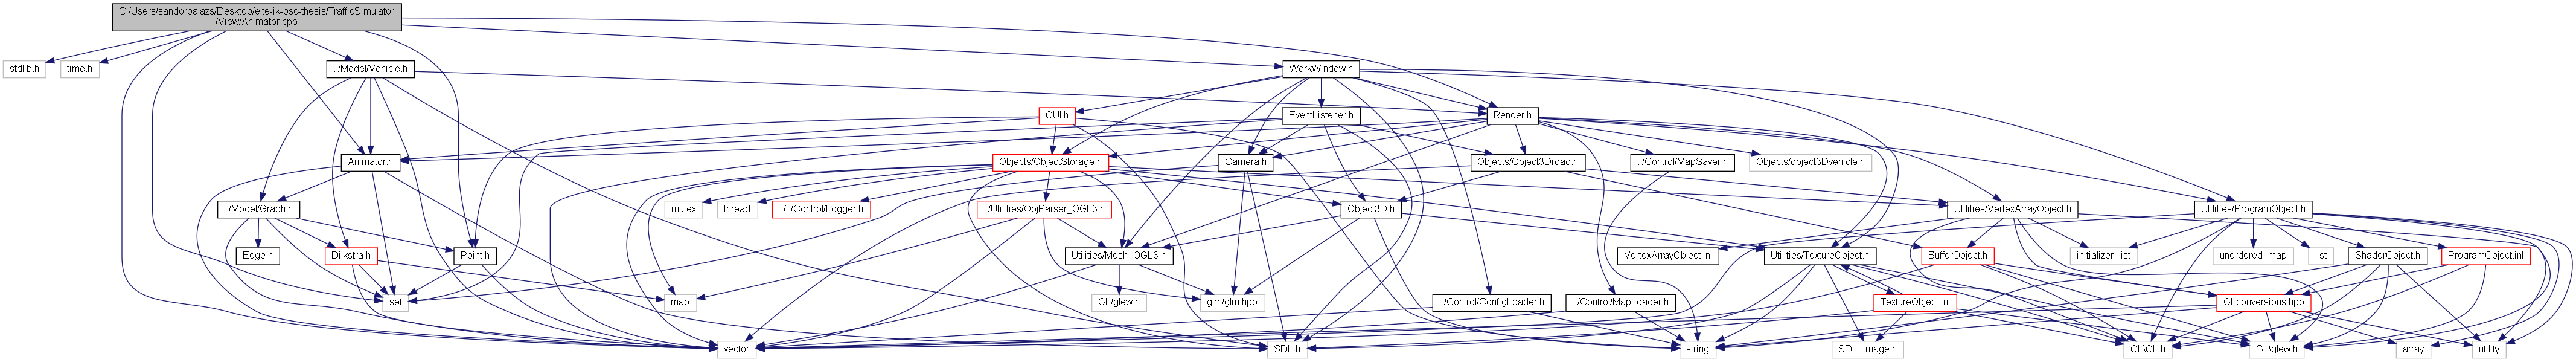 C:/Users/sandorbalazs/Desktop/elte-ik-bsc-thesis/TrafficSimulator
/View/Animator.cpp
stdlib.h
time.h
../Model/Vehicle.h
WorkWindow.h
GUI.h
EventListener.h
Render.h
Animator.h
Objects/ObjectStorage.h
Camera.h
Objects/Object3Droad.h
../Control/MapSaver.h
Objects/object3Dvehicle.h
../Model/Graph.h
mutex
thread
../../Control/Logger.h
../Utilities/ObjParser_OGL3.h
Object3D.h
Utilities/VertexArrayObject.h
Utilities/ProgramObject.h
Edge.h
Dijkstra.h
Point.h
Utilities/Mesh_OGL3.h
VertexArrayObject.inl
Utilities/TextureObject.h
BufferObject.h
initializer_list
unordered_map
list
ShaderObject.h
ProgramObject.inl
set
map
GL/glew.h
glm/glm.hpp
../Control/ConfigLoader.h
../Control/MapLoader.h
TextureObject.inl
GLconversions.hpp
vector
SDL.h
string
SDL_image.h
GL\GL.h
GL\glew.h
array
utility